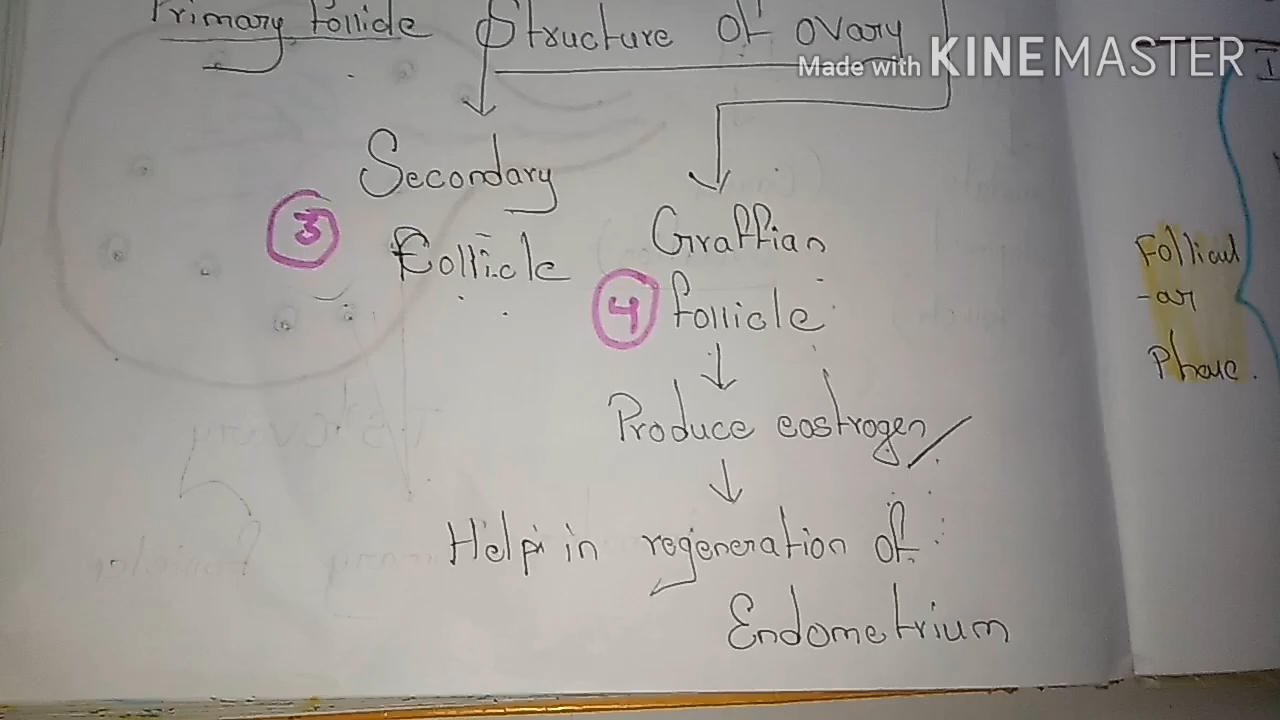 Primary follicle Structure of ovary
Made with KINEMASTER
Secondary
3 Follicle
Graffian
4 follicle
Produce eostrogen
Help in regeneration of
Endometrium
Follicul
-ar
Phase.